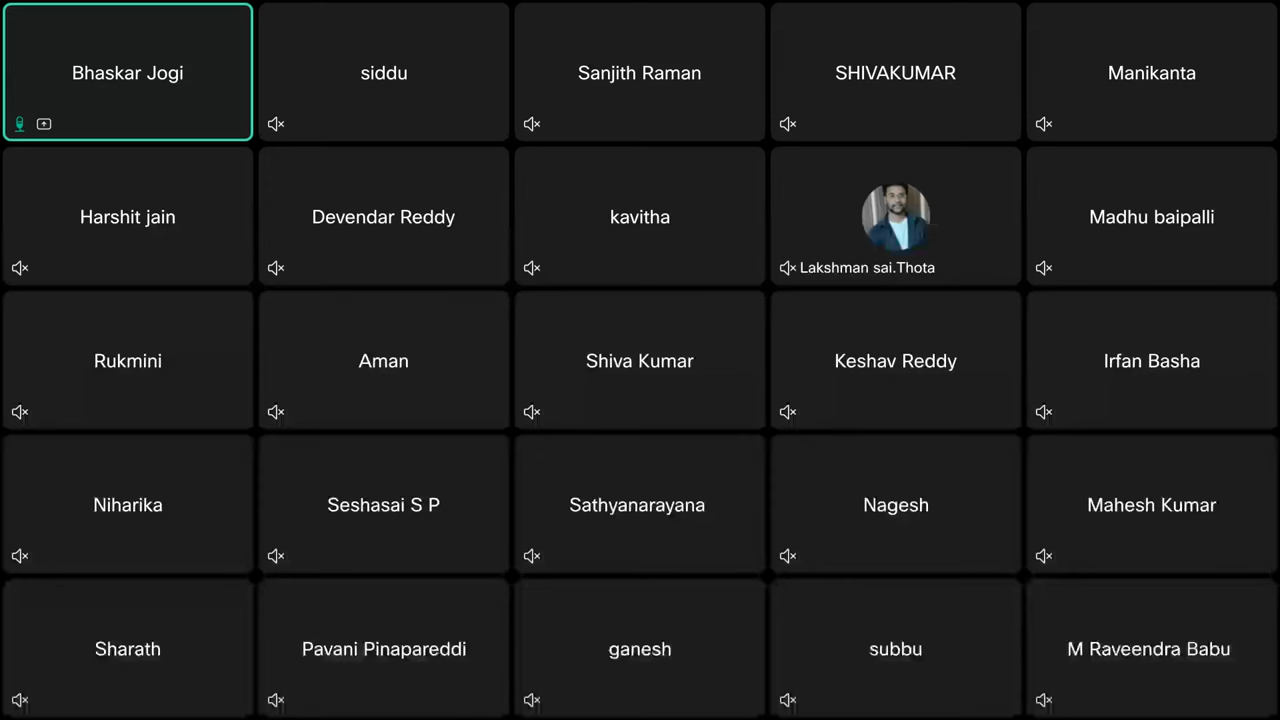 Bhaskar Jogi
siddu
Sanjith Raman
SHIVAKUMAR
Manikanta
Harshit jain
Devendar Reddy
kavitha
Lakshman sai.Thota
Madhu baipalli
Rukmini
Aman
Shiva Kumar
Keshav Reddy
Irfan Basha
Niharika
Seshasai S P
Sathyanarayana
Nagesh
Mahesh Kumar
Sharath
Pavani Pinapareddi
ganesh
subbu
M Raveendra Babu